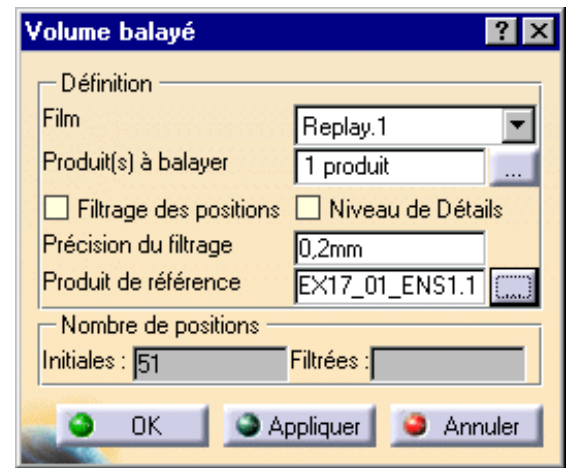 Volume balayé
Définition
Film Replay.1
Produit(s) à balayer 1 produit ...
Filtrage des positions Niveau de Détails
Précision du filtrage 0,2mm
Produit de référence EX17_01_ENS1.1 ...
Nombre de positions
Initiales : 51 Filtrées :
OK Appliquer Annuler